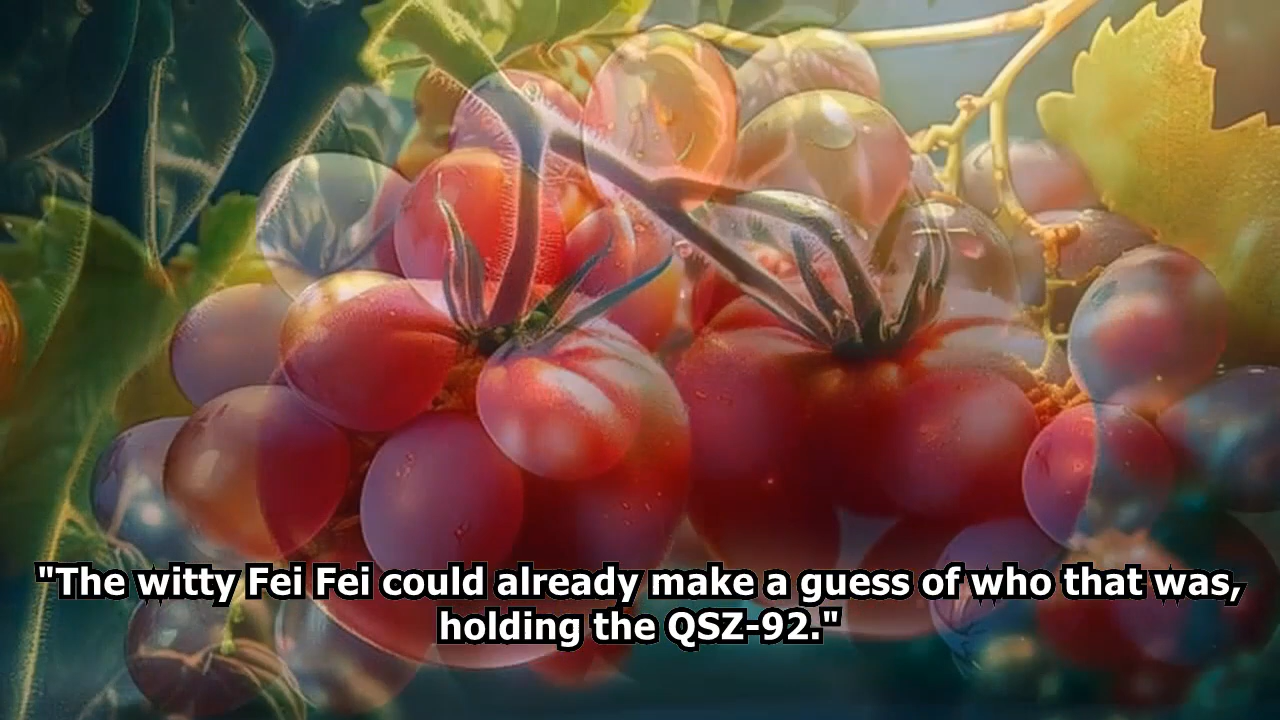 "The witty Fei Fei could already make a guess of who that was,
holding the QSZ-92."